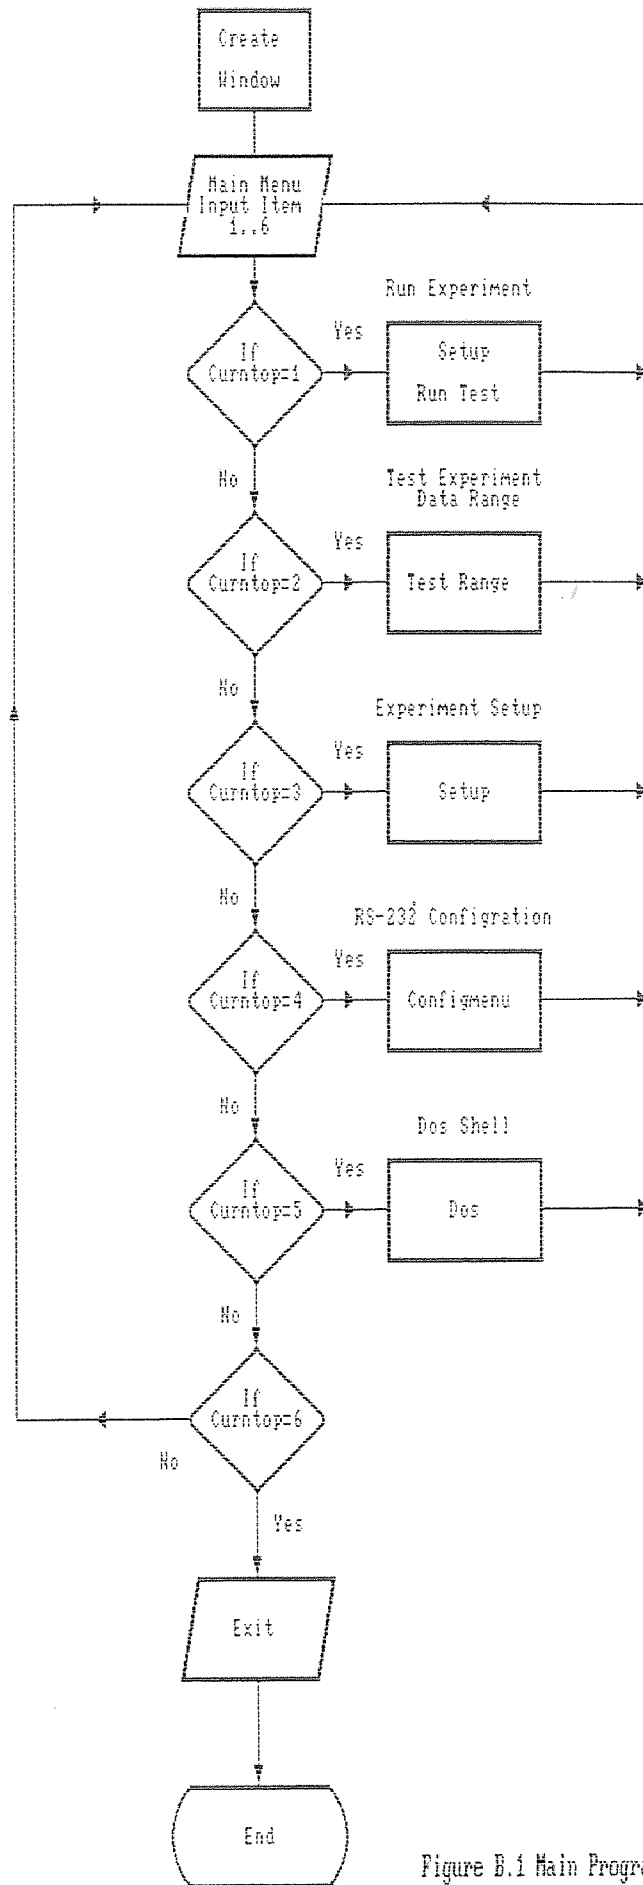 Create
Window
Main Menu
Input Item
1..6
Run Experiment
If
Curntop=1
Yes
Setup
Run Test
No
Test Experiment
Data Range
If
Curntop=2
Yes
Test Range
No
Experiment Setup
If
Curntop=3
Yes
Setup
No
RS-232 Configration
If
Curntop=4
Yes
Configmenu
No
Dos Shell
If
Curntop=5
Yes
Dos
No
If
Curntop=6
No
Yes
Exit
End
Figure B.1 Main